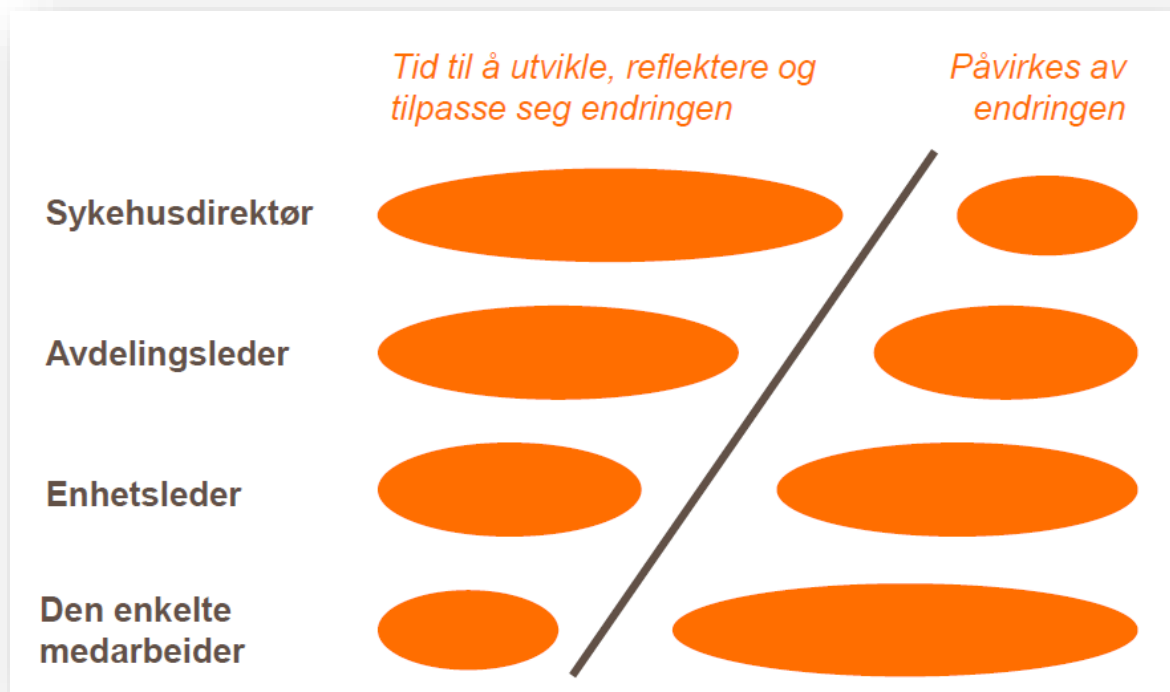 Tid til å utvikle, reflektere og
tilpasse seg endringen
Påvirkes av
endringen
Sykehusdirektør
Avdelingsleder
Enhetsleder
Den enkelte
medarbeider